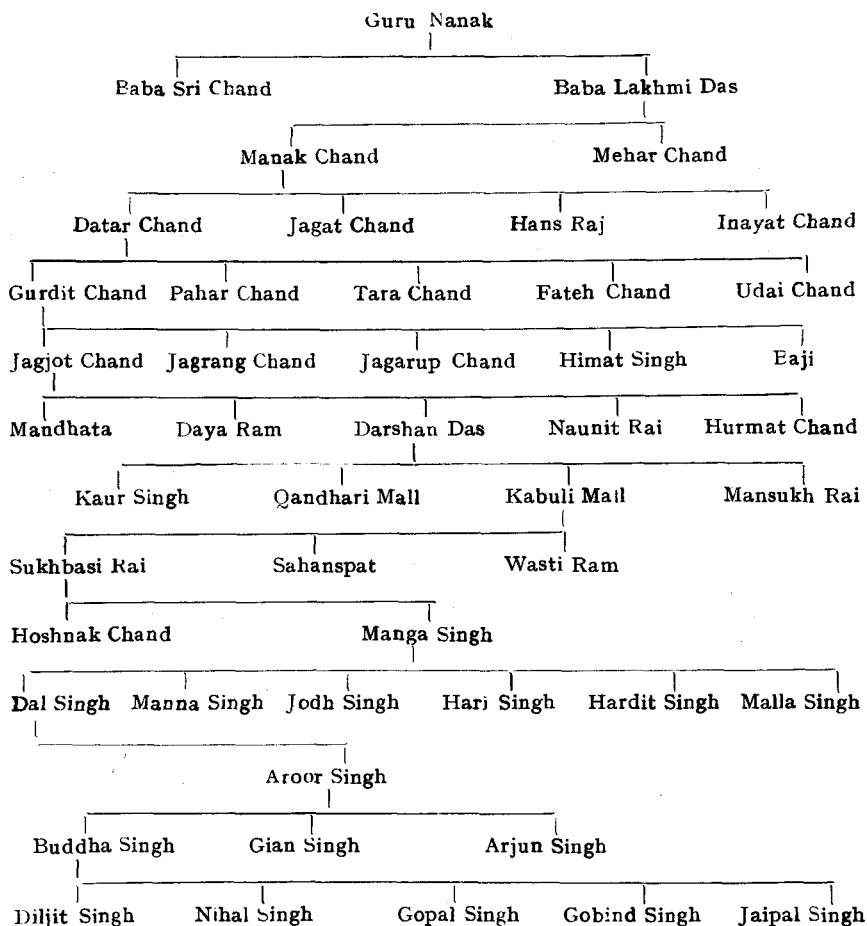 Guru Nanak
Baba Sri Chand Baba Lakhmi Das
Manak Chand Mehar Chand
Datar Chand Jagat Chand Hans Raj Inayat Chand
Gurdit Chand Pahar Chand Tara Chand Fateh Chand Udai Chand
Jagjot Chand Jagrang Chand Jagarup Chand Himat Singh Eaji
Mandhata Daya Ram Darshan Das Naunit Rai Hurmat Chand
Kaur Singh Qandhari Mall Kabuli Mall Mansukh Rai
Sukhbasi Rai Sahanspat Wasti Ram
Hoshnak Chand Manga Singh
Dal Singh Manna Singh Jodh Singh Hari Singh Hardit Singh Malla Singh
Aroor Singh
Buddha Singh Gian Singh Arjun Singh
Diljit Singh Nihal Singh Gopal Singh Gobind Singh Jaipal Singh